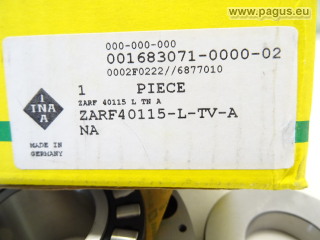 www.pagus.eu
000-000-000
001683071-0000-02
0002F0222//6877010
1 PIECE
ZARF 40115 L TN A
ZARF40115-L-TV-A
NA
INA
MADE IN
GERMANY